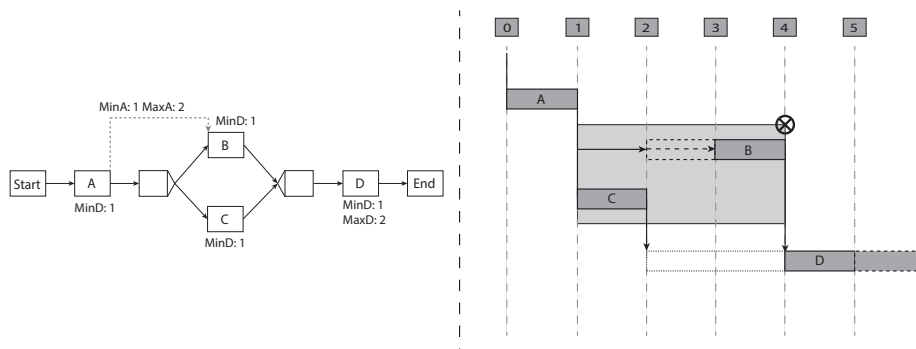 MinA: 1 MaxA: 2
MinD: 1
B
Start
A
D
End
MinD: 1
C
MinD: 1
MaxD: 2
MinD: 1
0
1
2
3
4
5
A
B
C
D